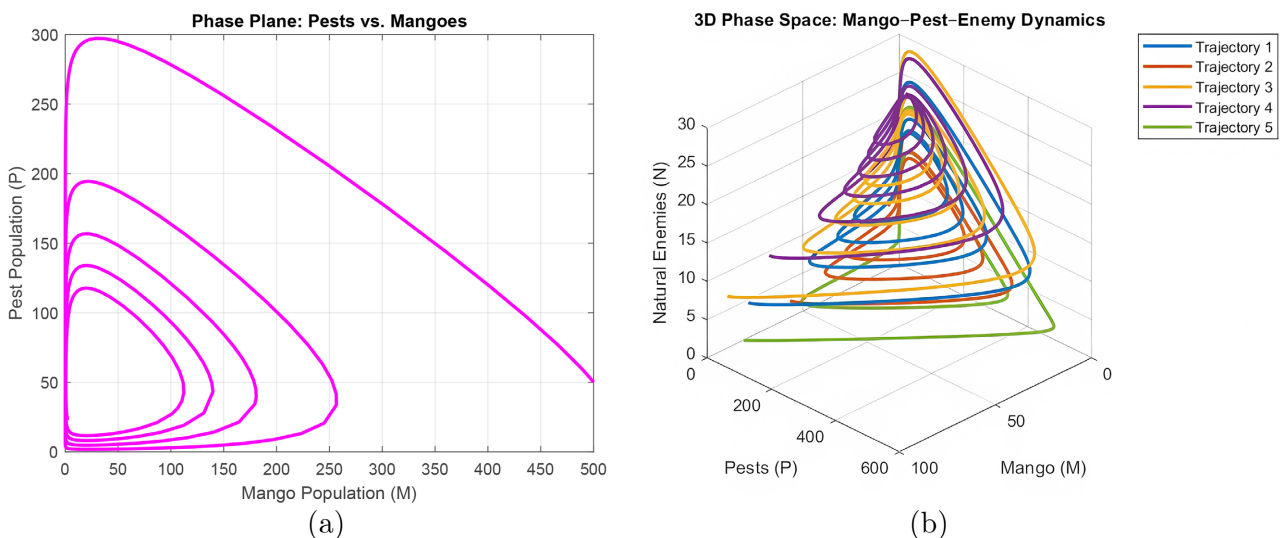 Phase Plane: Pests vs. Mangoes
300
250
200
150
100
50
0
Pest Population (P)
0 50 100 150 200 250 300 350 400 450 500
Mango Population (M)
(a)
3D Phase Space: Mango–Pest–Enemy Dynamics
Trajectory 1
Trajectory 2
Trajectory 3
Trajectory 4
Trajectory 5
30
25
20
15
10
5
0
Natural Enemies (N)
0
200
400
600
Pests (P)
100
50
0
Mango (M)
(b)